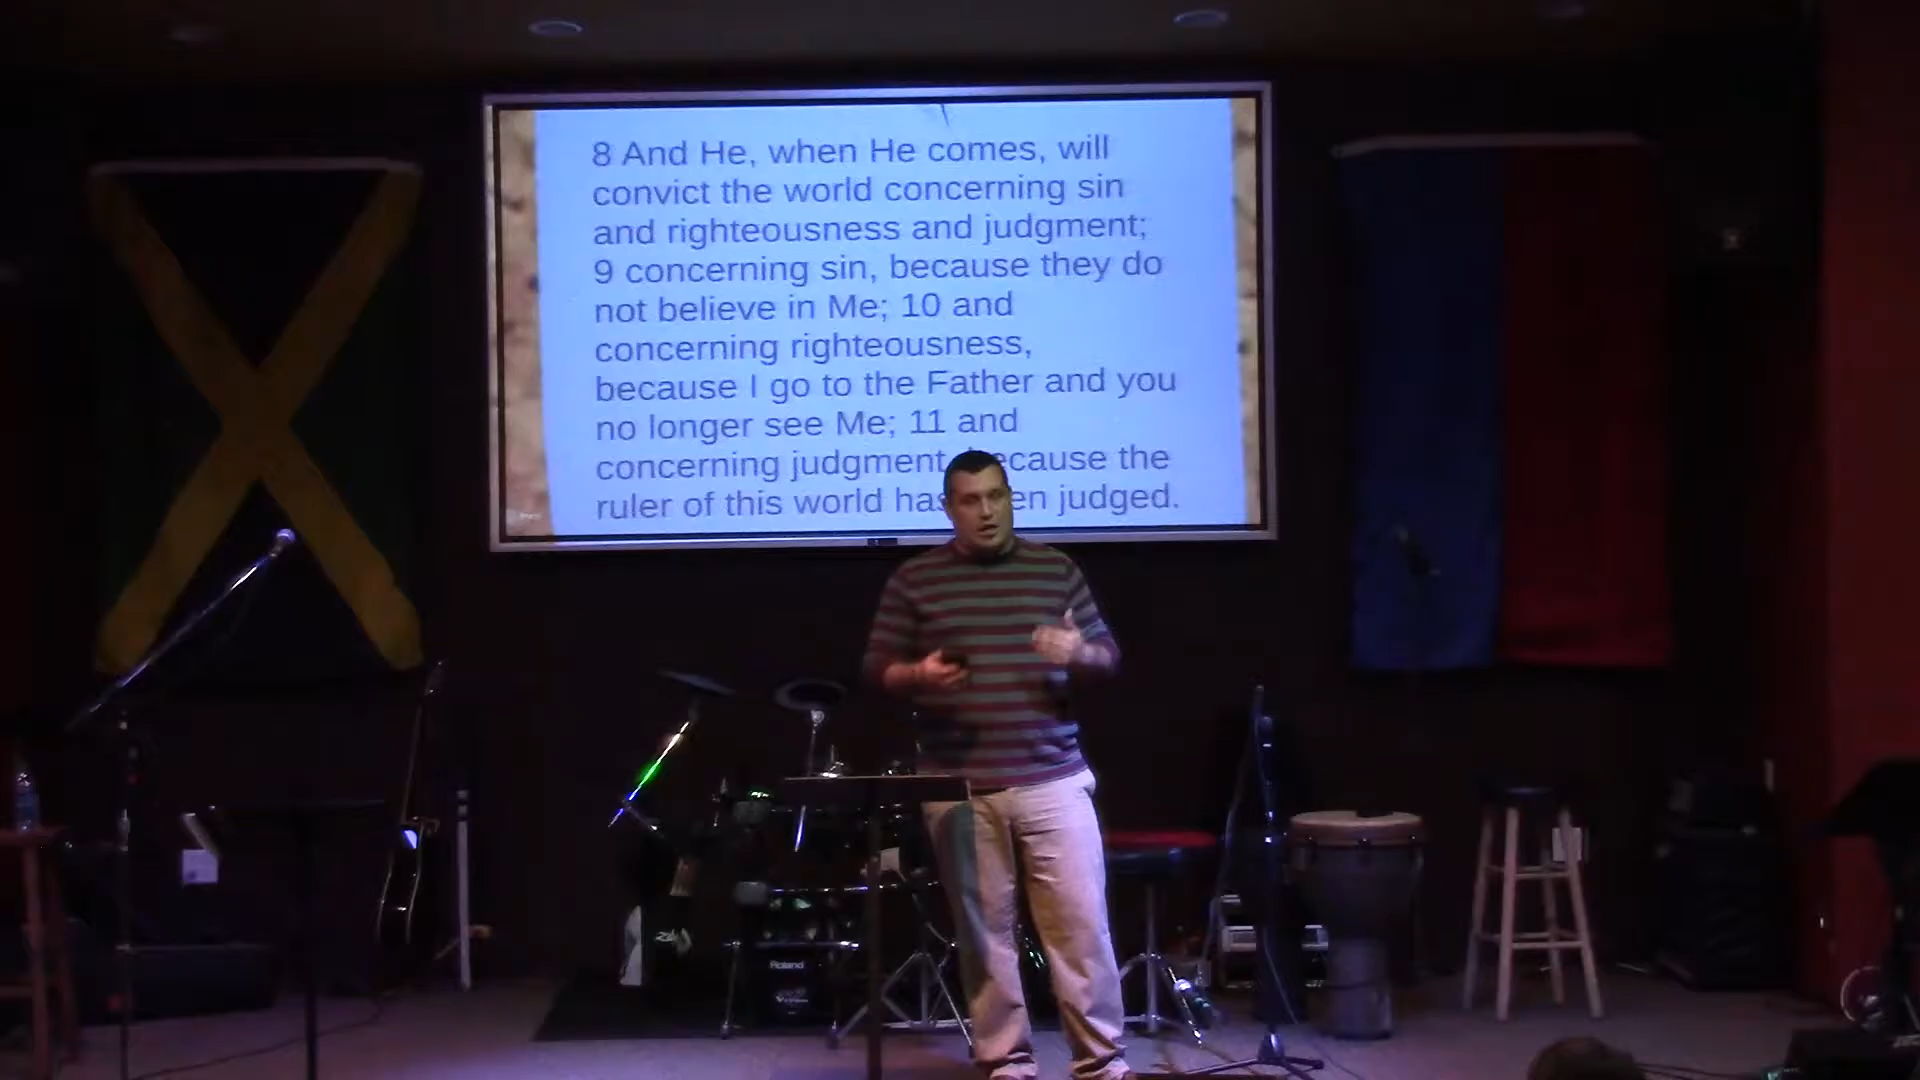 8 And He, when He comes, will
convict the world concerning sin
and righteousness and judgment;
9 concerning sin, because they do
not believe in Me; 10 and
concerning righteousness,
because I go to the Father and you
no longer see Me; 11 and
concerning judgment, because the
ruler of this world has been judged.
Roland